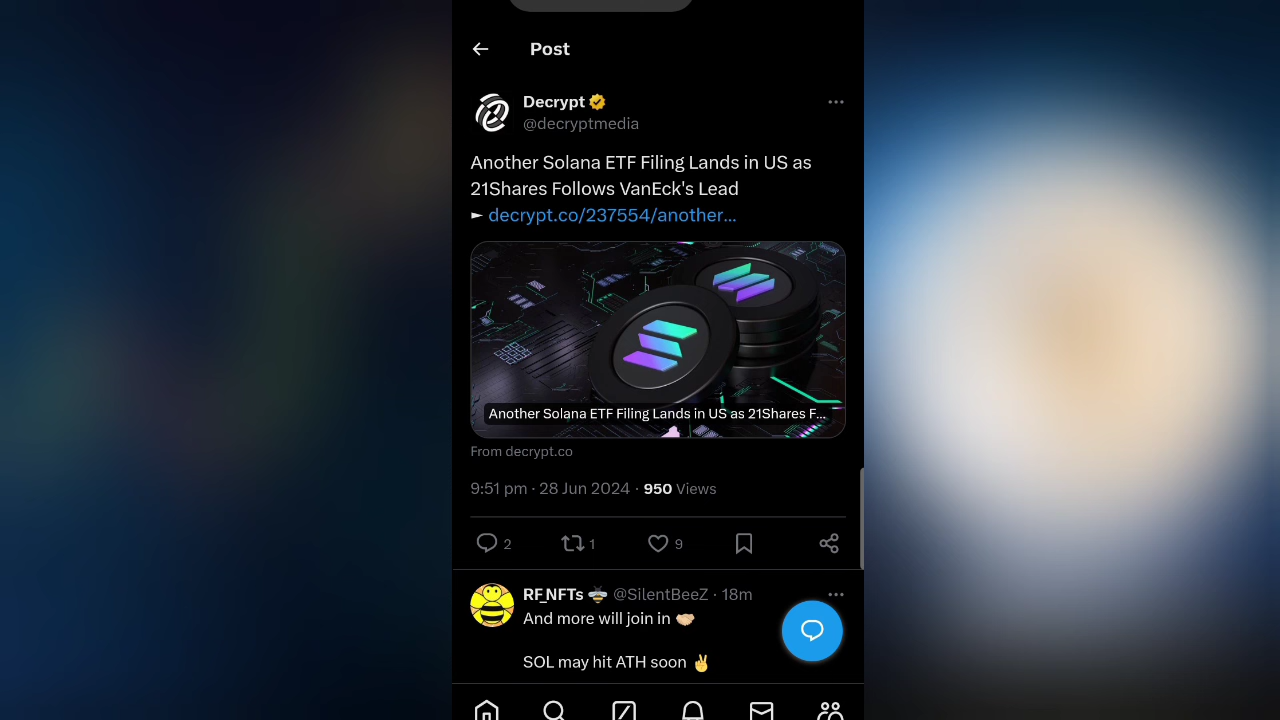 Post
Decrypt
@decryptmedia
Another Solana ETF Filing Lands in US as
21Shares Follows VanEck's Lead
► decrypt.co/237554/another...
Another Solana ETF Filing Lands in US as 21Shares F...
From decrypt.co
9:51 pm · 28 Jun 2024 · 950 Views
2 1 9
RF_NFTs 🐝 @SilentBeeZ · 18m
And more will join in 🤝🏼
SOL may hit ATH soon ✌️